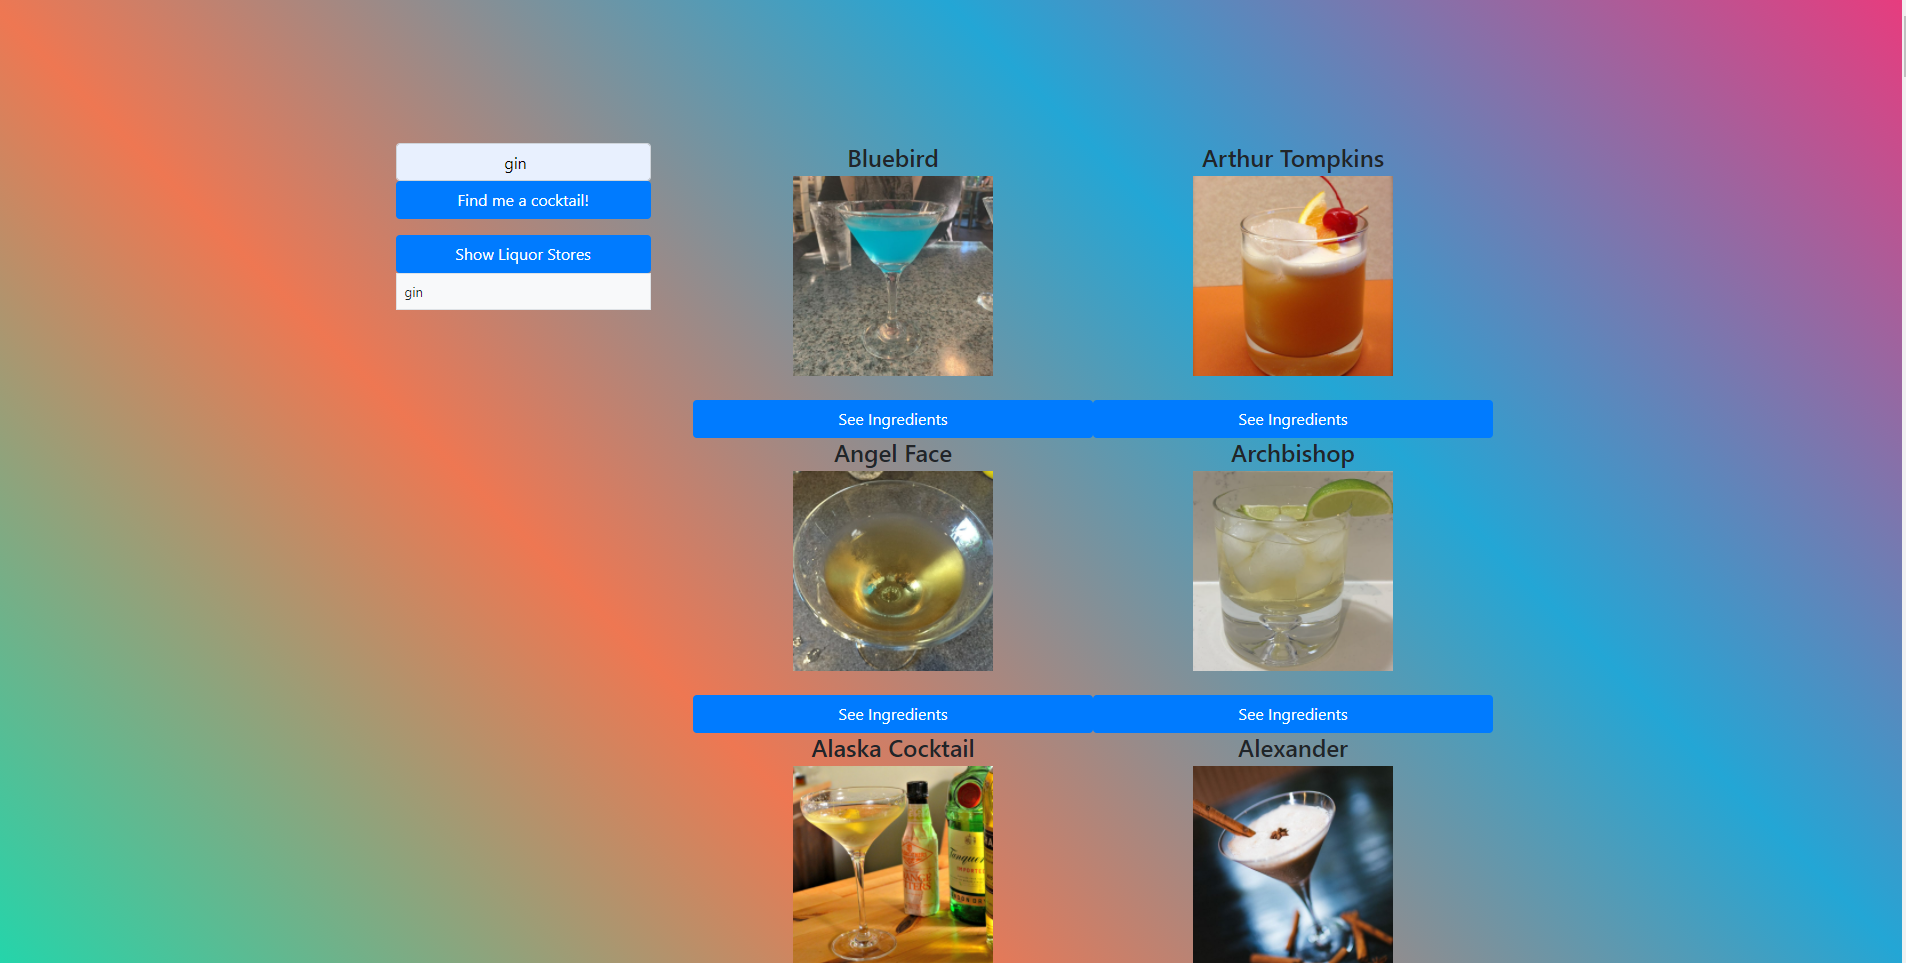 gin
Find me a cocktail!
Show Liquor Stores
gin
Bluebird
Arthur Tompkins
See Ingredients
See Ingredients
Angel Face
Archbishop
See Ingredients
See Ingredients
Alaska Cocktail
Alexander